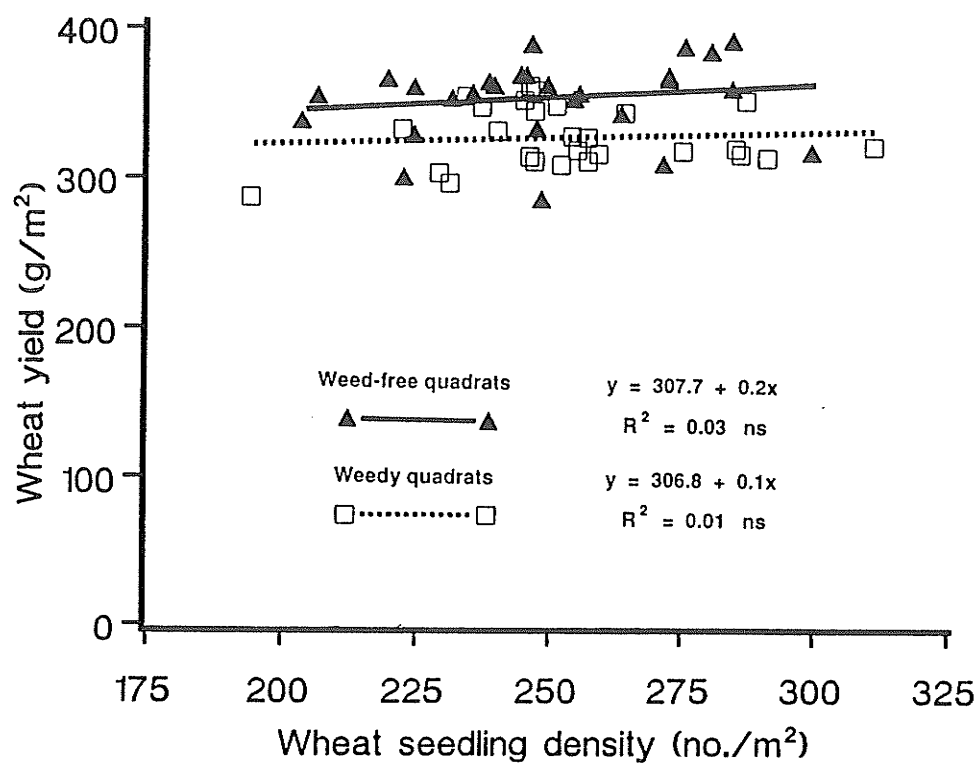 400
300
200
100
0
Wheat yield (g/m²)
Weed-free quadrats
y = 307.7 + 0.2x
R² = 0.03 ns
Weedy quadrats
y = 306.8 + 0.1x
R² = 0.01 ns
175 200 225 250 275 300 325
Wheat seedling density (no./m²)